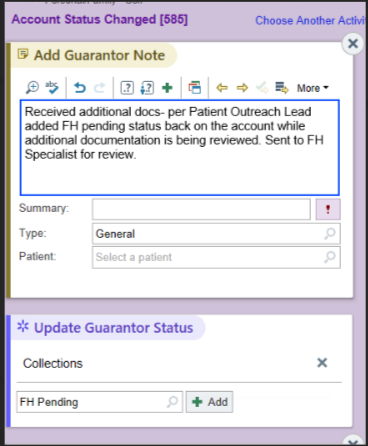 Account Status Changed [585] Choose Another Activi
Add Guarantor Note
abc More
Received additional docs- per Patient Outreach Lead
added FH pending status back on the account while
additional documentation is being reviewed. Sent to FH
Specialist for review.
Summary:
Type: General
Patient: Select a patient
Update Guarantor Status
Collections
FH Pending Add